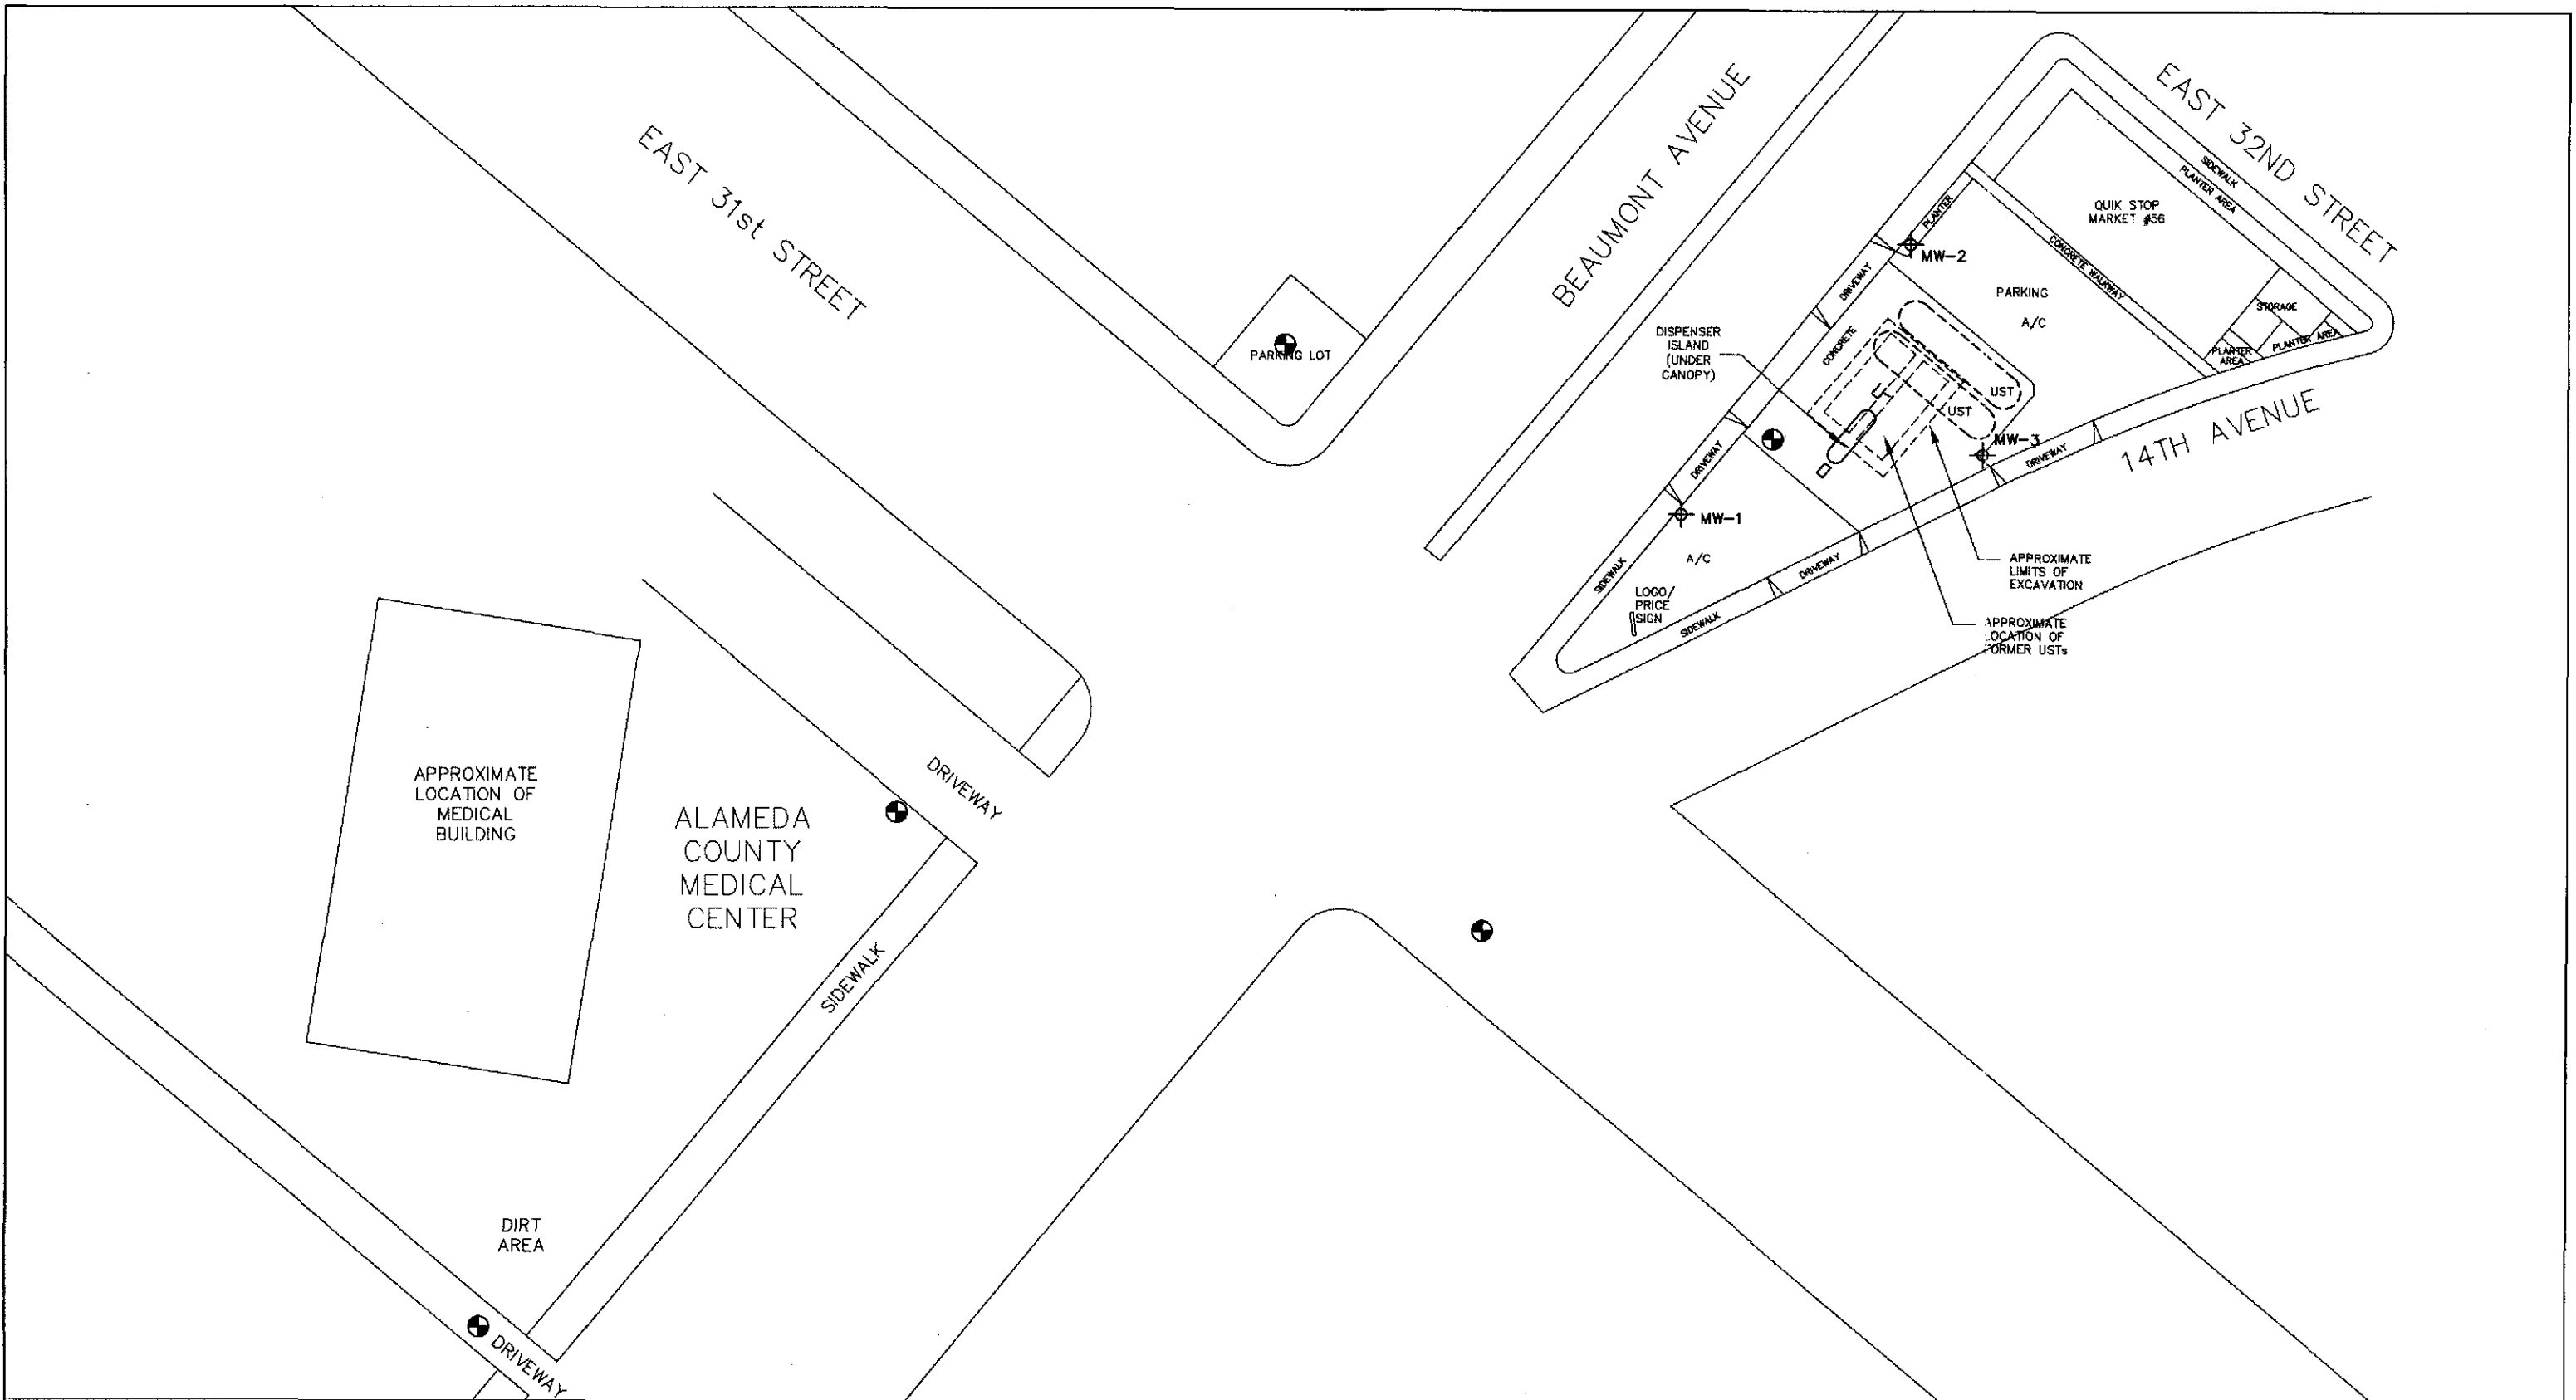 EAST 31st STREET
BEAUMONT AVENUE
EAST 32ND STREET
SIDEWALK
PLANTER AREA
QUIK STOP
MARKET #56
PLANTER
CONCRETE WALKWAY
MW-2
DRIVEWAY
PARKING
A/C
STORAGE
PLANTER AREA
PLANTER
AREA
CONCRETE
DISPENSER
ISLAND
(UNDER
CANOPY)
PARKING LOT
UST
UST
MW-3
DRIVEWAY
14TH AVENUE
DRIVEWAY
MW-1
A/C
SIDEWALK
DRIVEWAY
LOGO/
PRICE
SIGN
SIDEWALK
APPROXIMATE
LIMITS OF
EXCAVATION
APPROXIMATE
OCATION OF
ORMER USTs
DRIVEWAY
APPROXIMATE
LOCATION OF
MEDICAL
BUILDING
ALAMEDA
COUNTY
MEDICAL
CENTER
SIDEWALK
DIRT
AREA
DRIVEWAY